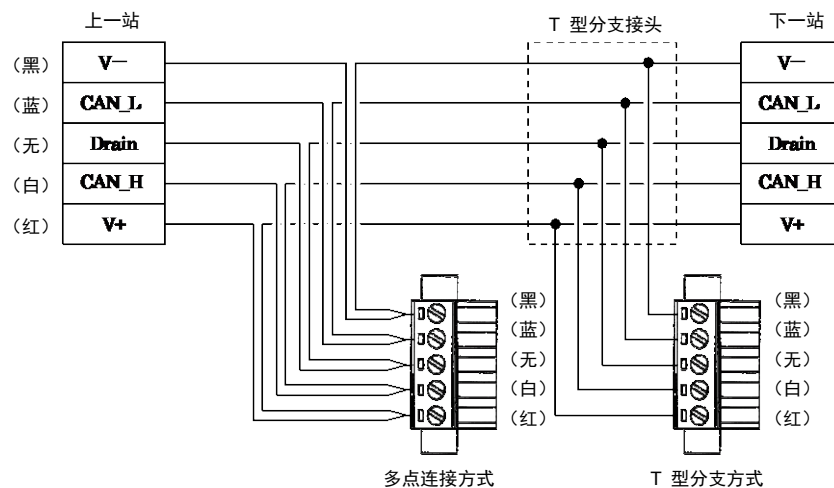 上一站
T 型分支接头
下一站
(黑) V— V—
(蓝) CAN_L CAN_L
(无) Drain Drain
(白) CAN_H CAN_H
(红) V+ V+
(黑) (黑)
(蓝) (蓝)
(无) (无)
(白) (白)
(红) (红)
多点连接方式
T 型分支方式